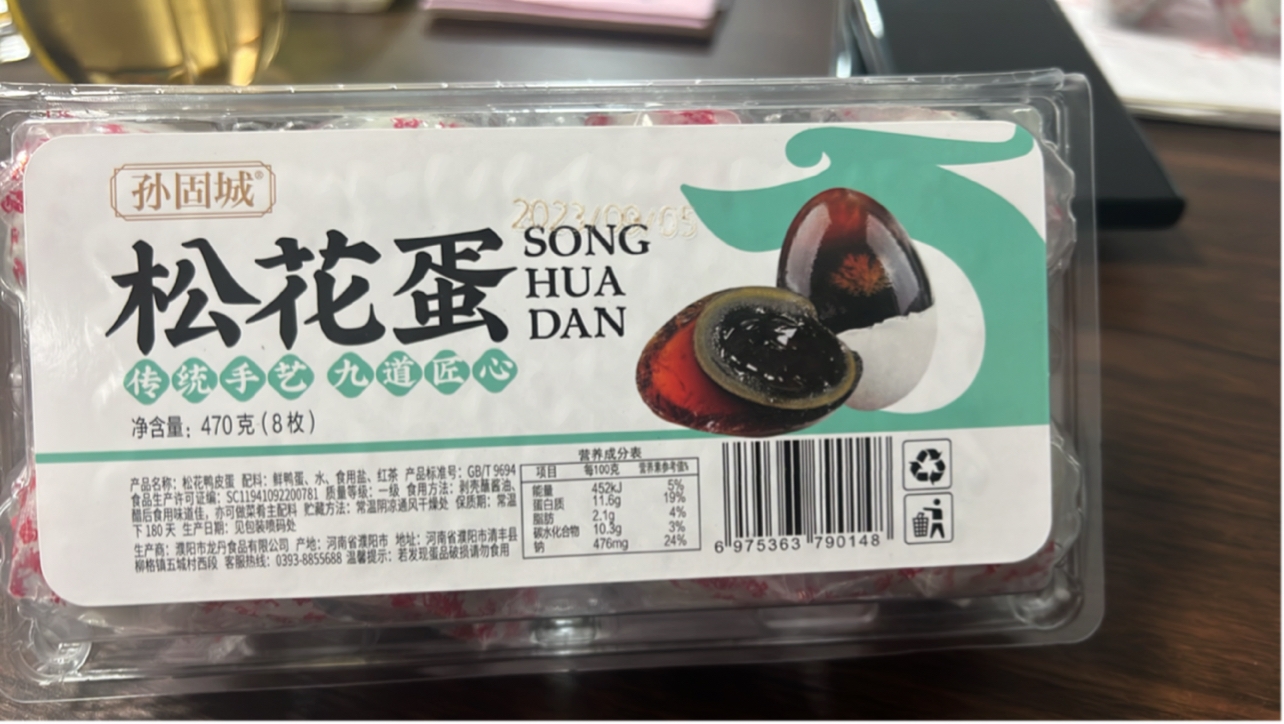 孙固城®
2023/09/05
松花蛋
SONG
HUA
DAN
传统手艺 九道匠心
净含量：470克（8枚）
产品名称：松花鸭皮蛋 配料：鲜鸭蛋、水、食用盐、红茶 产品标准号：GB/T 9694
食品生产许可证编：SC11941092200781 质量等级：一级 食用方法：剥壳蘸酱油、
醋后食用味道佳，亦可做菜肴主配料 贮藏方法：常温阴凉通风干燥处 保质期：常温
下180天 生产日期：见包装喷码处
生产商：濮阳市龙丹食品有限公司 产地：河南省濮阳市 地址：河南省濮阳市清丰县
柳格镇五城村西段 客服热线：0393-8855688 温馨提示：若发现蛋品破损请勿食用
营养成分表
项目 每100克 营养素参考值%
能量 452kJ 5%
蛋白质 11.6g 19%
脂肪 2.1g 4%
碳水化合物 10.3g 3%
钠 476mg 24%
6 975363 790148